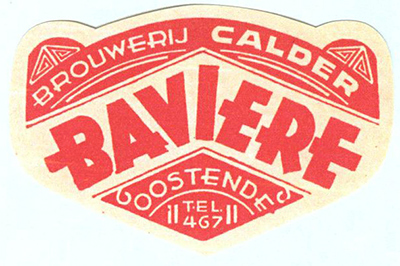 BROUWERIJ CALDER
BAVIERE
OOSTENDE
TEL.
467